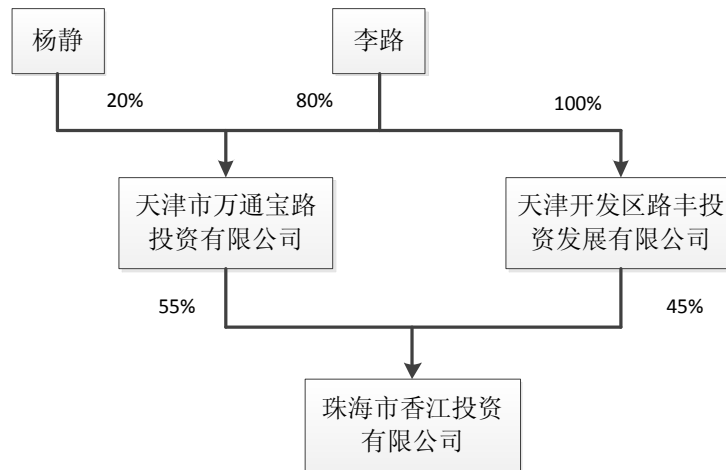 杨静
李路
20%
80%
100%
天津市万通宝路
投资有限公司
天津开发区路丰投
资发展有限公司
55%
45%
珠海市香江投资
有限公司